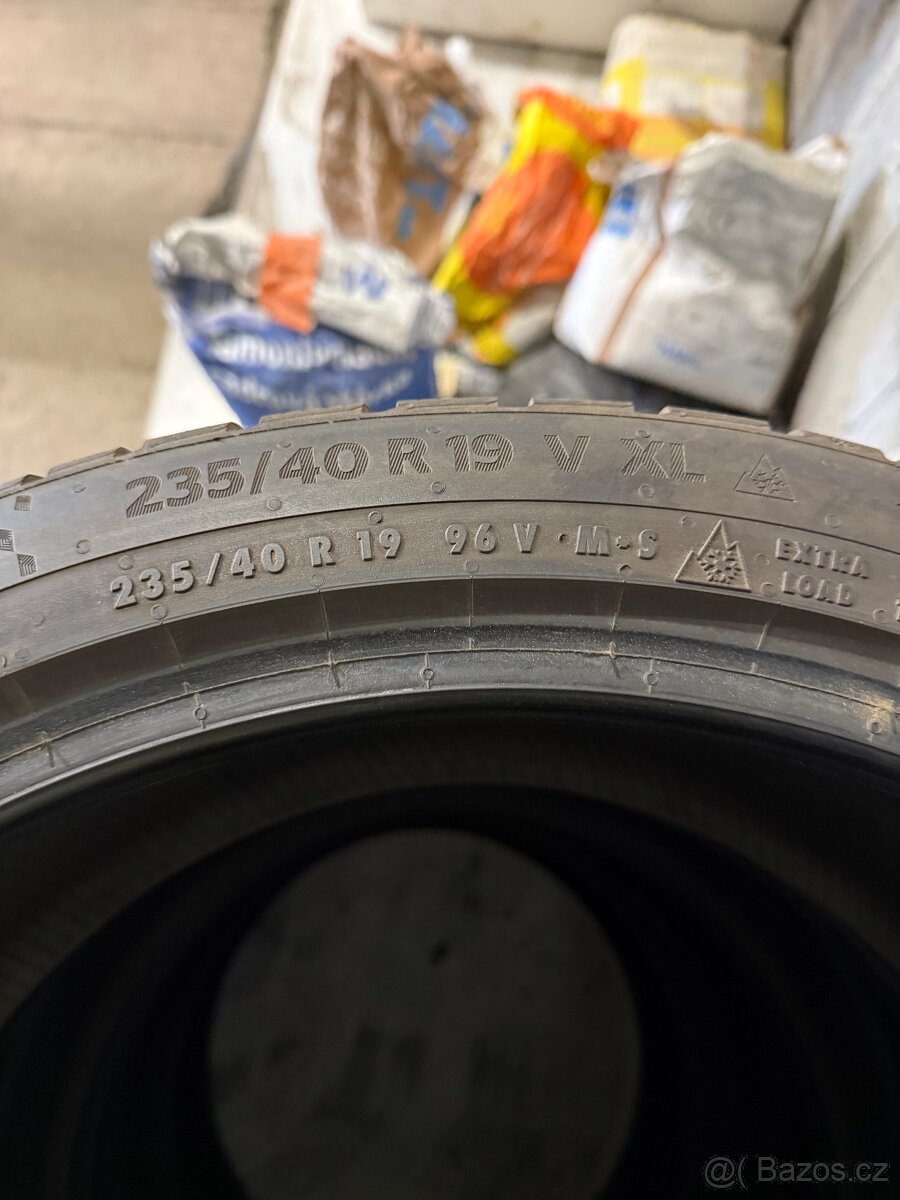 235/40 R 19 V XL
235/40 R 19 96 V · M+S EXTRA LOAD
@( Bazos.cz